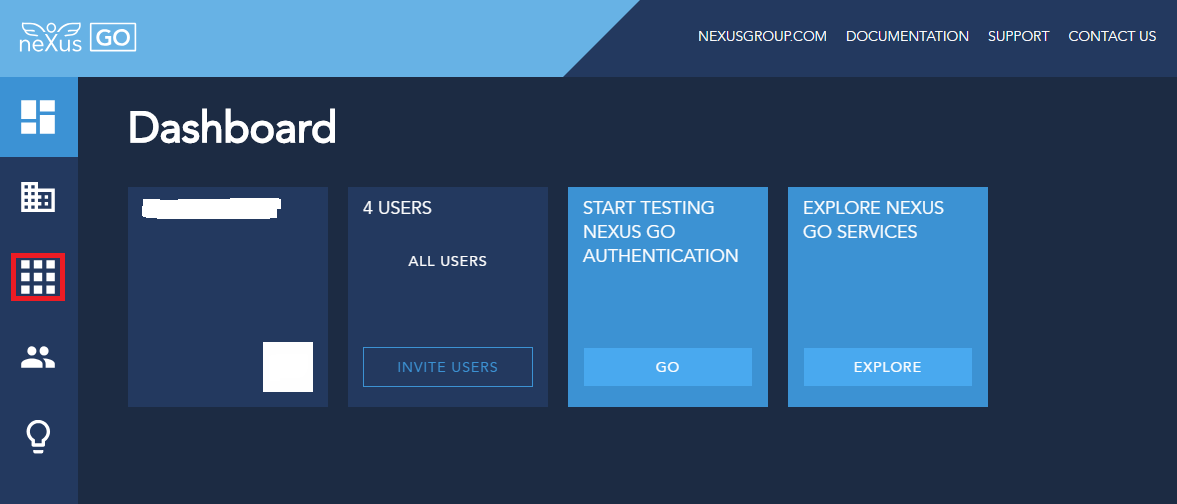 neXus GO
NEXUSGROUP.COM DOCUMENTATION SUPPORT CONTACT US
Dashboard
4 USERS
ALL USERS
INVITE USERS
START TESTING
NEXUS GO
AUTHENTICATION
GO
EXPLORE NEXUS
GO SERVICES
EXPLORE